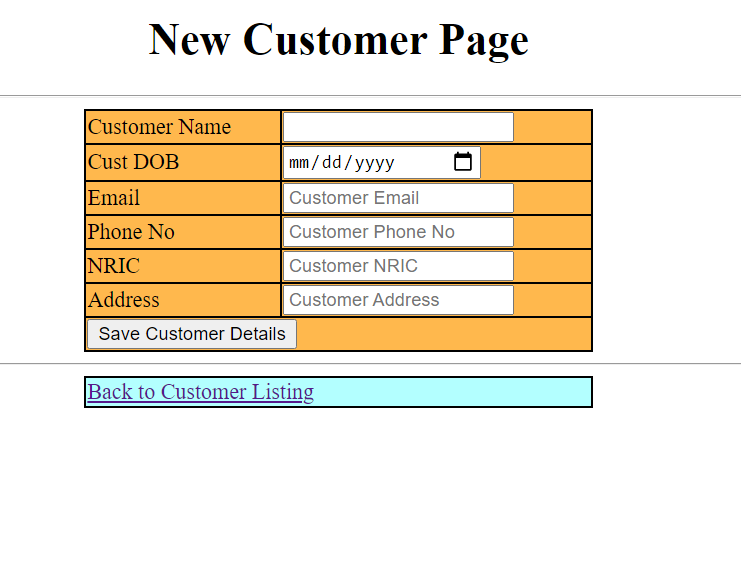 New Customer Page
Customer Name
Cust DOB mm/dd/yyyy
Email Customer Email
Phone No Customer Phone No
NRIC Customer NRIC
Address Customer Address
Save Customer Details
Back to Customer Listing